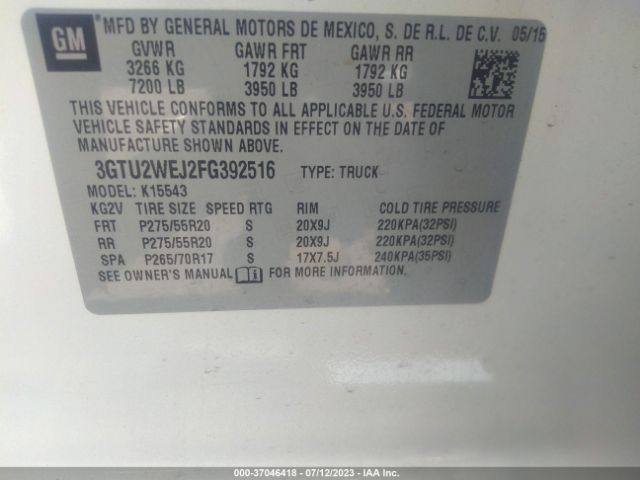 GM
MFD BY GENERAL MOTORS DE MEXICO, S. DE R.L. DE C.V. 05/15
GVWR GAWR FRT GAWR RR
3266 KG 1792 KG 1792 KG
7200 LB 3950 LB 3950 LB
THIS VEHICLE CONFORMS TO ALL APPLICABLE U.S. FEDERAL MOTOR
VEHICLE SAFETY STANDARDS IN EFFECT ON THE DATE OF
MANUFACTURE SHOWN ABOVE.
3GTU2WEJ2FG392516 TYPE: TRUCK
MODEL: K15543
KG2V TIRE SIZE SPEED RTG RIM COLD TIRE PRESSURE
FRT P275/55R20 S 20X9J 220KPA(32PSI)
RR P275/55R20 S 20X9J 220KPA(32PSI)
SPA P265/70R17 S 17X7.5J 240KPA(35PSI)
SEE OWNER'S MANUAL FOR MORE INFORMATION.
000-37046418 - 07/12/2023 - IAA Inc.